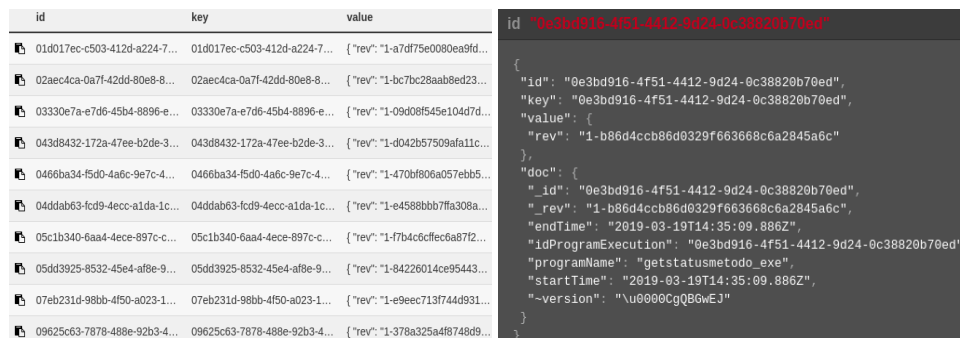 id key value
01d017ec-c503-412d-a224-7... 01d017ec-c503-412d-a224-7... { "rev": "1-a7df75e0080ea9fd...
02aec4ca-0a7f-42dd-80e8-8... 02aec4ca-0a7f-42dd-80e8-8... { "rev": "1-bc7bc28aab8ed23...
03330e7a-e7d6-45b4-8896-e... 03330e7a-e7d6-45b4-8896-e... { "rev": "1-09d08f545e104d7d...
043d8432-172a-47ee-b2de-3... 043d8432-172a-47ee-b2de-3... { "rev": "1-d042b57509afa11c...
0466ba34-f5d0-4a6c-9e7c-4... 0466ba34-f5d0-4a6c-9e7c-4... { "rev": "1-470bf806a057ebb5...
04ddab63-fcd9-4ecc-a1da-1c... 04ddab63-fcd9-4ecc-a1da-1c... { "rev": "1-e4588bbb7ffa308a...
05c1b340-6aa4-4ece-897c-c... 05c1b340-6aa4-4ece-897c-c... { "rev": "1-f7b4c6cffec6a87f2...
05dd3925-8532-45e4-af8e-9... 05dd3925-8532-45e4-af8e-9... { "rev": "1-84226014ce95443...
07eb231d-98bb-4f50-a023-1... 07eb231d-98bb-4f50-a023-1... { "rev": "1-e9eec713f744d931...
09625c63-7878-488e-92b3-4... 09625c63-7878-488e-92b3-4... { "rev": "1-378a325a4f8748d9...
id "0e3bd916-4f51-4412-9d24-0c38820b70ed"
{
"id": "0e3bd916-4f51-4412-9d24-0c38820b70ed",
"key": "0e3bd916-4f51-4412-9d24-0c38820b70ed",
"value": {
"rev": "1-b86d4ccb86d0329f663668c6a2845a6c"
},
"doc": {
"_id": "0e3bd916-4f51-4412-9d24-0c38820b70ed",
"_rev": "1-b86d4ccb86d0329f663668c6a2845a6c",
"endTime": "2019-03-19T14:35:09.886Z",
"idProgramExecution": "0e3bd916-4f51-4412-9d24-0c38820b70ed"
"programName": "getstatusmetodo_exe",
"startTime": "2019-03-19T14:35:09.886Z",
"~version": "\u0000CgQBGwEJ"
}
}